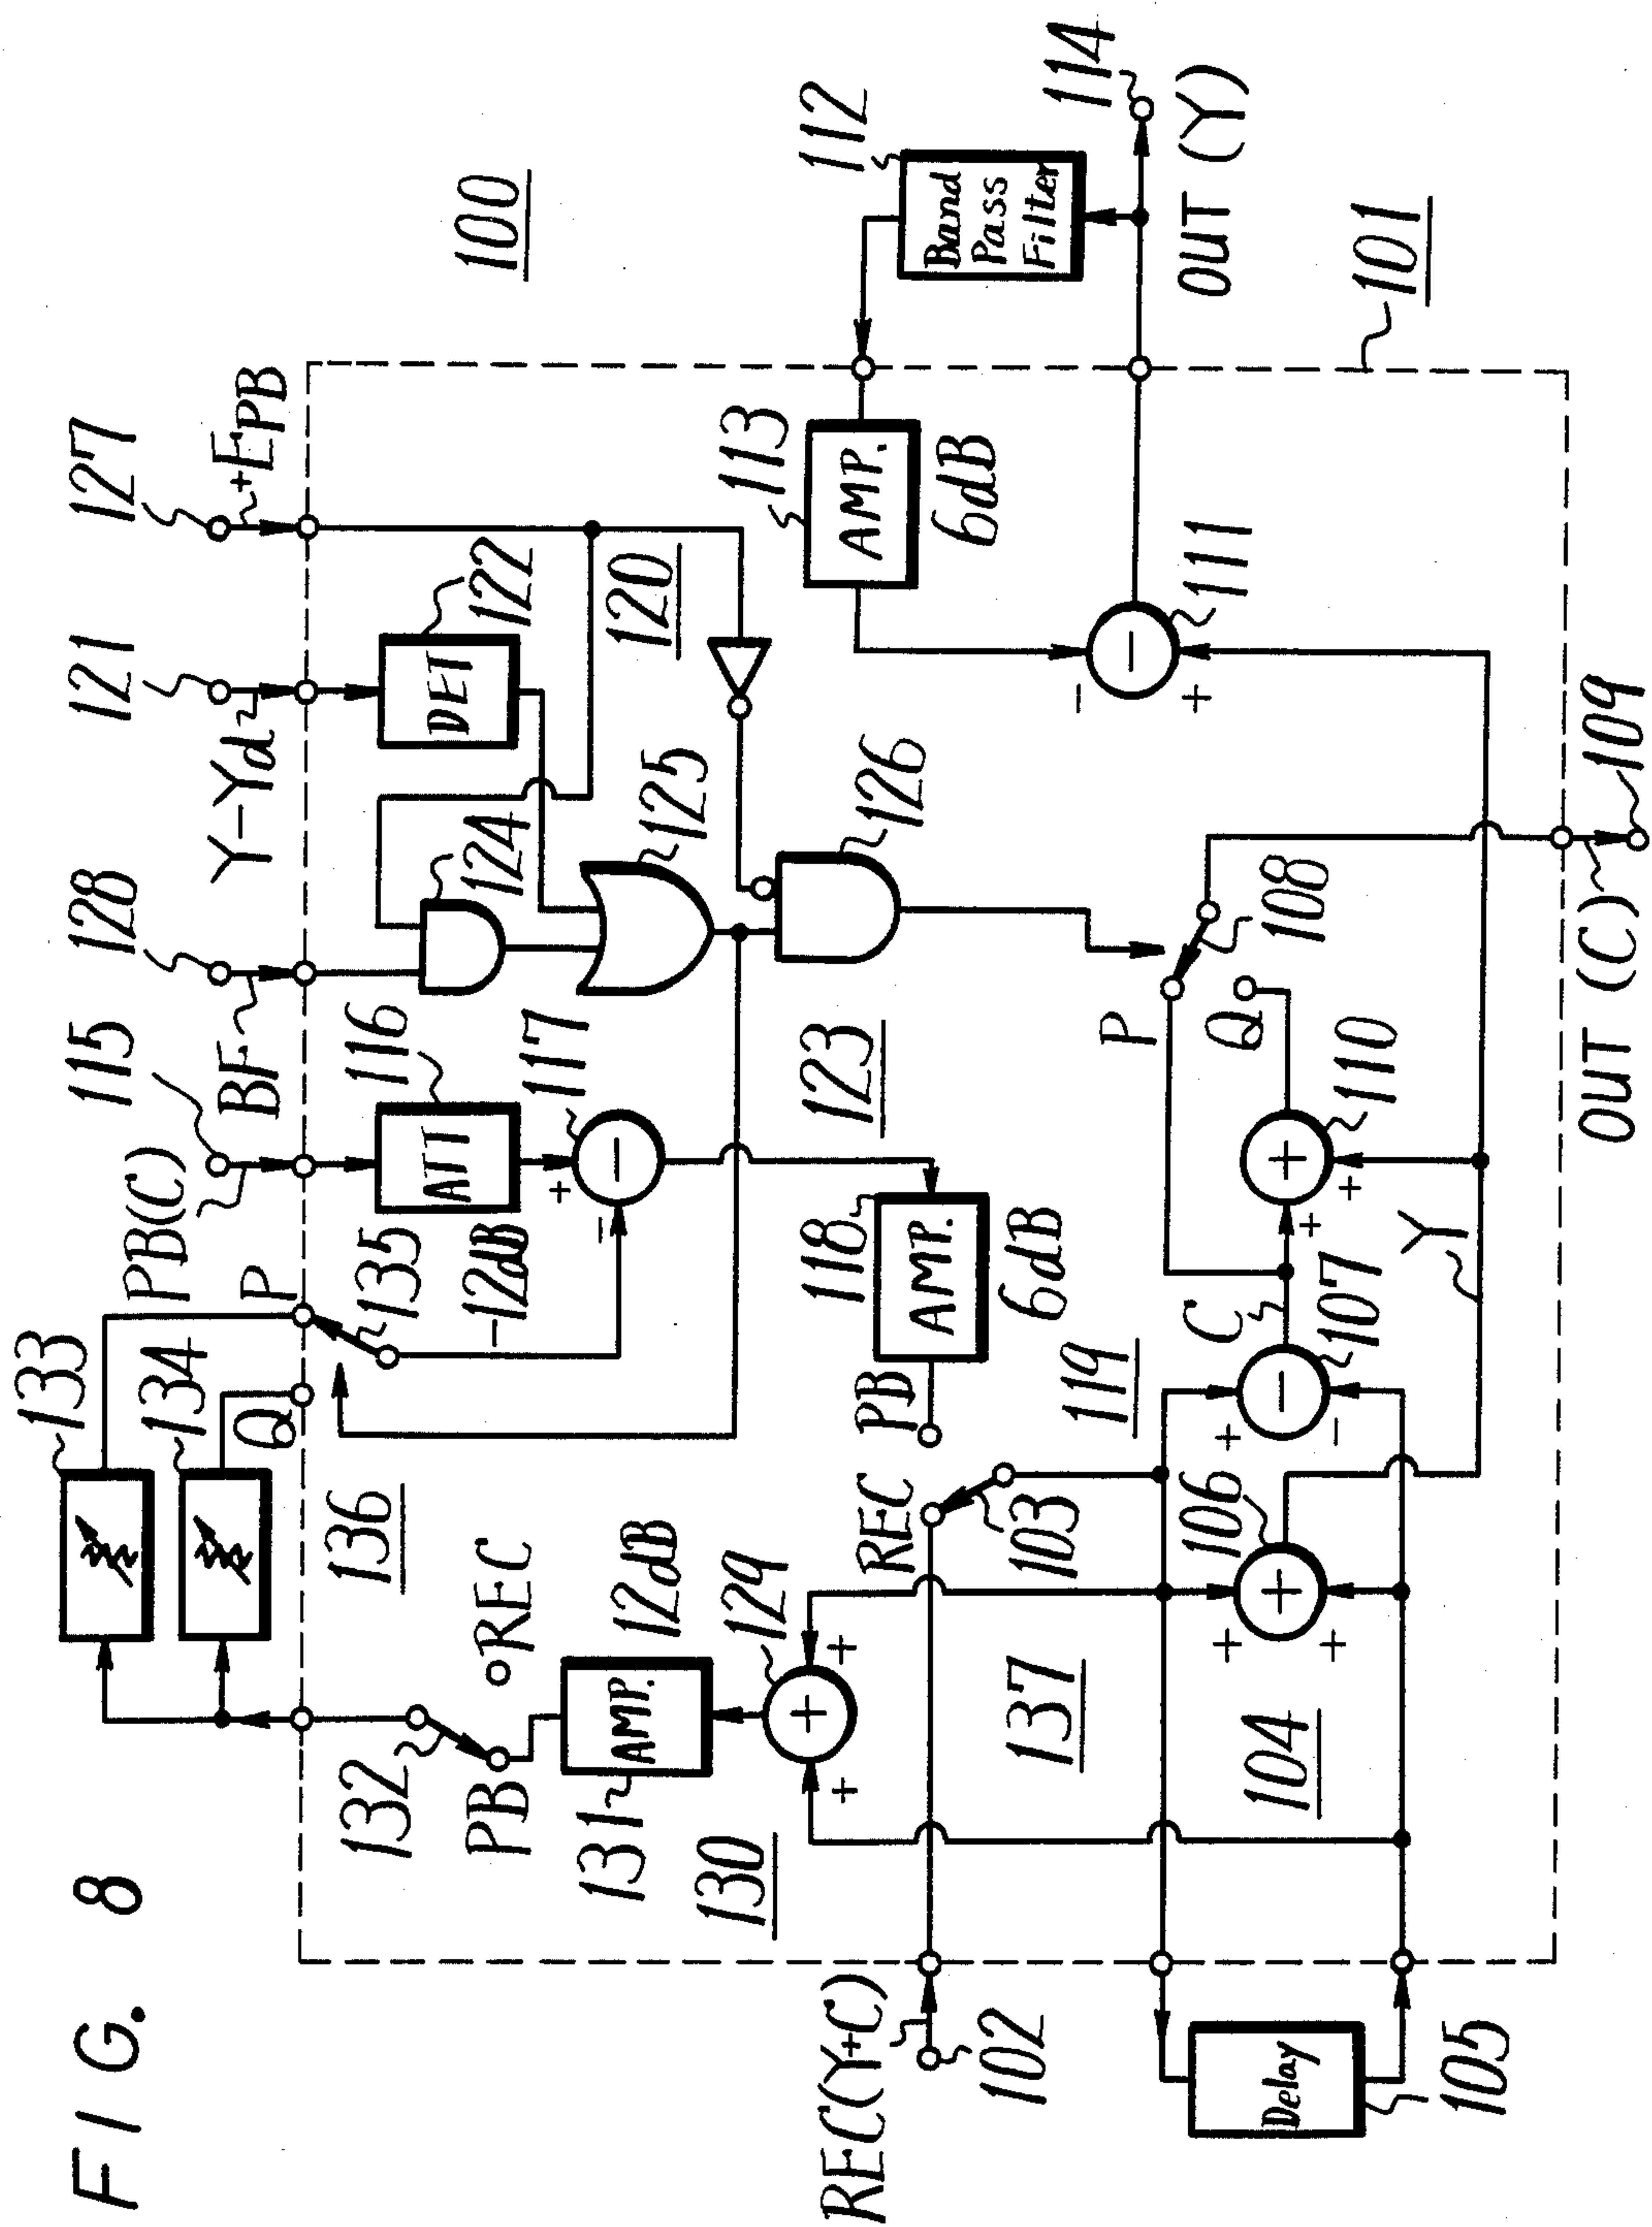 FIG. 8
100
101
REC(Y+C)
102
Delay
105
133
134
Q
P
PB(C)
115
BF
128
Y-Yd
121
+EPB
127
136
135
ATT
116
-12dB
117
124
DET
122
120
125
126
123
132
PB
REC
AMP.
131
12dB
129
130
137
104
REC
103
PB
AMP.
118
6dB
119
106
107
C
Y
110
P
Q
108
AMP.
113
6dB
111
Band
Pass
Filter
112
114
OUT (Y)
OUT (C)
109
+
-
+
+
+
+
+
+
+
-
-
+
+
+
-
+
-
-